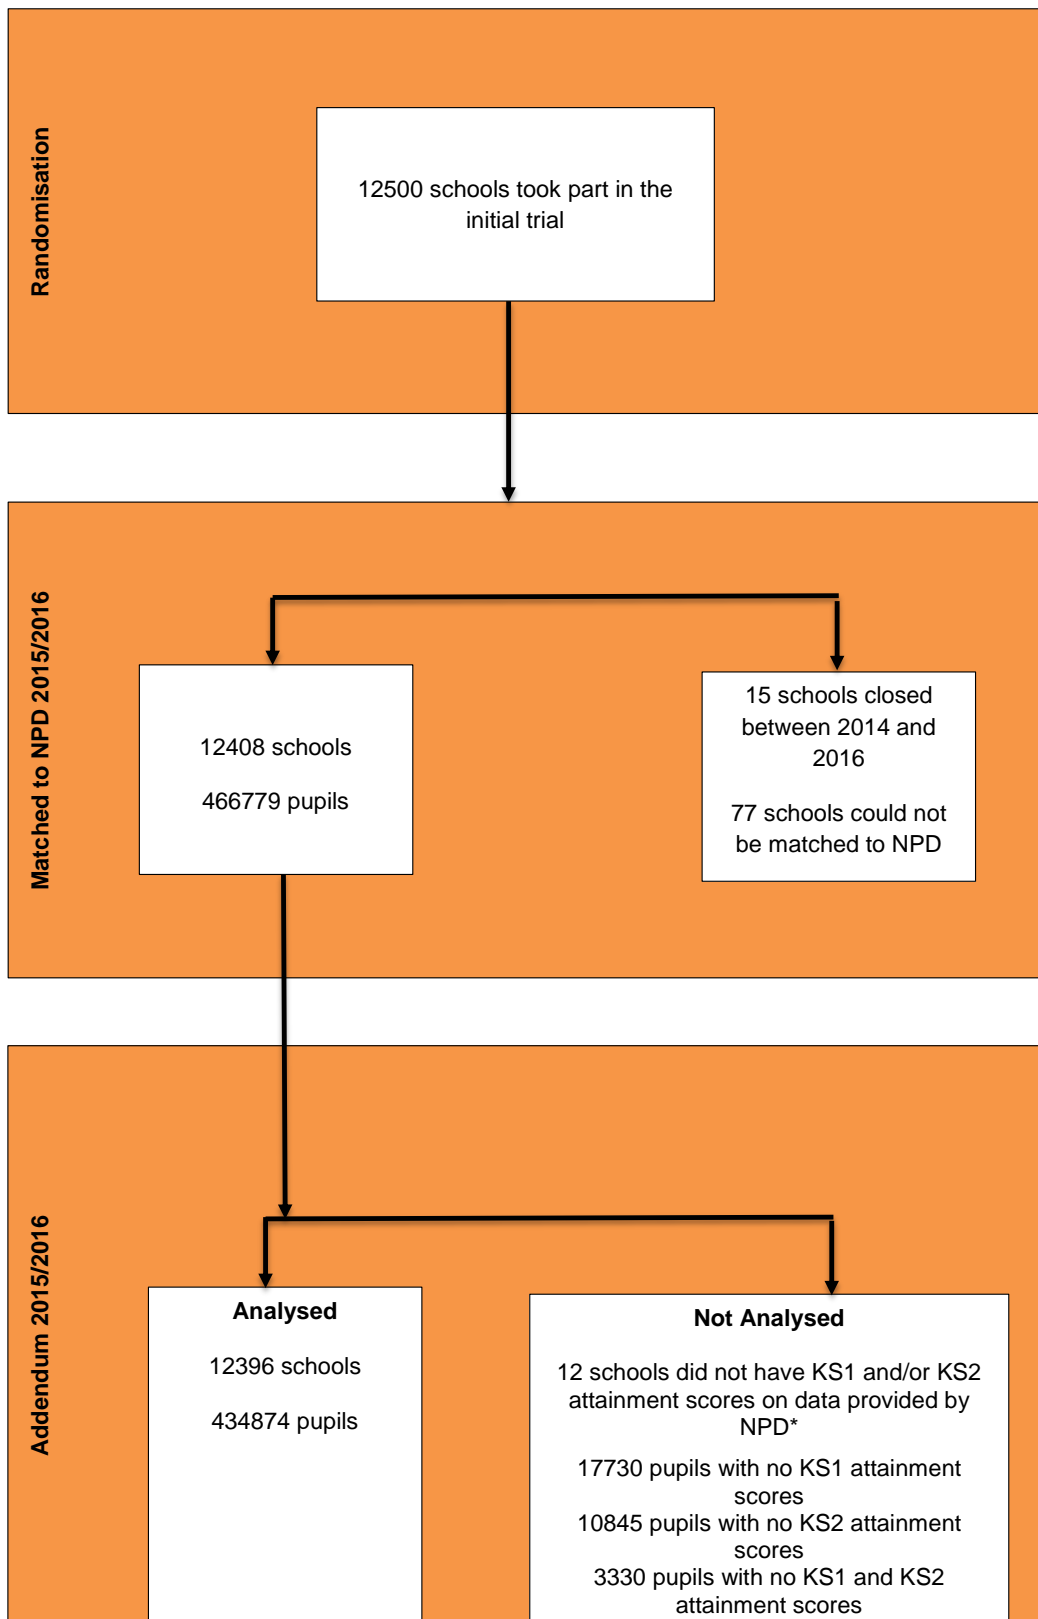 Randomisation
12500 schools took part in the
initial trial
Matched to NPD 2015/2016
12408 schools
466779 pupils
15 schools closed
between 2014 and
2016
77 schools could not
be matched to NPD
Addendum 2015/2016
Analysed
12396 schools
434874 pupils
Not Analysed
12 schools did not have KS1 and/or KS2
attainment scores on data provided by
NPD*
17730 pupils with no KS1 attainment
scores
10845 pupils with no KS2 attainment
scores
3330 pupils with no KS1 and KS2
attainment scores